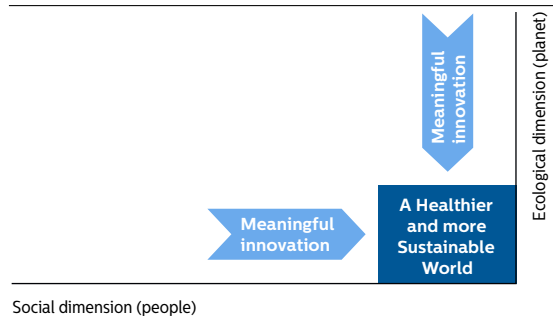 Meaningful
innovation
Ecological dimension (planet)
A Healthier
and more
Sustainable
World
Meaningful
innovation
Social dimension (people)